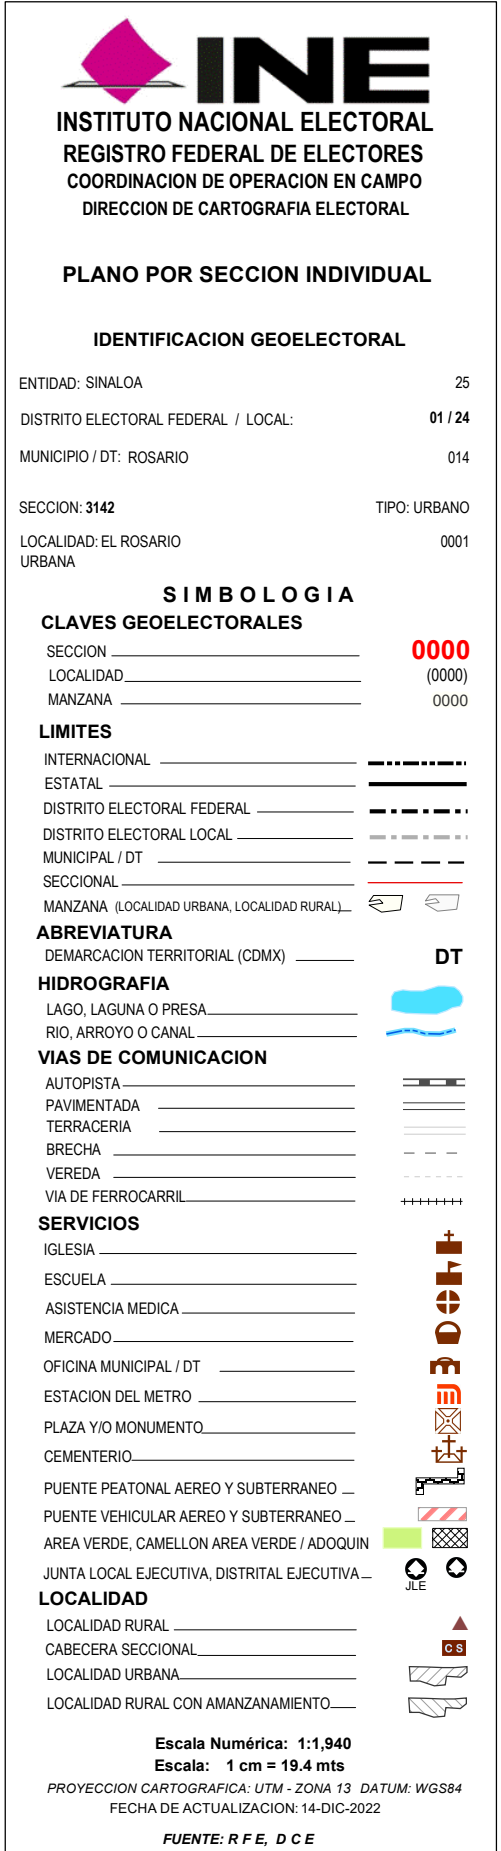 INE
INSTITUTO NACIONAL ELECTORAL
REGISTRO FEDERAL DE ELECTORES
COORDINACION DE OPERACION EN CAMPO
DIRECCION DE CARTOGRAFIA ELECTORAL
PLANO POR SECCION INDIVIDUAL
IDENTIFICACION GEOELECTORAL
ENTIDAD: SINALOA 25
DISTRITO ELECTORAL FEDERAL / LOCAL: 01 / 24
MUNICIPIO / DT: ROSARIO 014
SECCION: 3142 TIPO: URBANO
LOCALIDAD: EL ROSARIO 0001
URBANA
S I M B O L O G I A
CLAVES GEOELECTORALES
SECCION 0000
LOCALIDAD (0000)
MANZANA 0000
LIMITES
INTERNACIONAL
ESTATAL
DISTRITO ELECTORAL FEDERAL
DISTRITO ELECTORAL LOCAL
MUNICIPAL / DT
SECCIONAL
MANZANA (LOCALIDAD URBANA, LOCALIDAD RURAL)
ABREVIATURA
DEMARCACION TERRITORIAL (CDMX) DT
HIDROGRAFIA
LAGO, LAGUNA O PRESA
RIO, ARROYO O CANAL
VIAS DE COMUNICACION
AUTOPISTA
PAVIMENTADA
TERRACERIA
BRECHA
VEREDA
VIA DE FERROCARRIL
SERVICIOS
IGLESIA
ESCUELA
ASISTENCIA MEDICA
MERCADO
OFICINA MUNICIPAL / DT
ESTACION DEL METRO
PLAZA Y/O MONUMENTO
CEMENTERIO
PUENTE PEATONAL AEREO Y SUBTERRANEO
PUENTE VEHICULAR AEREO Y SUBTERRANEO
AREA VERDE, CAMELLON AREA VERDE / ADOQUIN
JUNTA LOCAL EJECUTIVA, DISTRITAL EJECUTIVA
JLE
LOCALIDAD
LOCALIDAD RURAL
CABECERA SECCIONAL C S
LOCALIDAD URBANA
LOCALIDAD RURAL CON AMANZANAMIENTO
Escala Numérica: 1:1,940
Escala: 1 cm = 19.4 mts
PROYECCION CARTOGRAFICA: UTM - ZONA 13 DATUM: WGS84
FECHA DE ACTUALIZACION: 14-DIC-2022
FUENTE: R F E, D C E